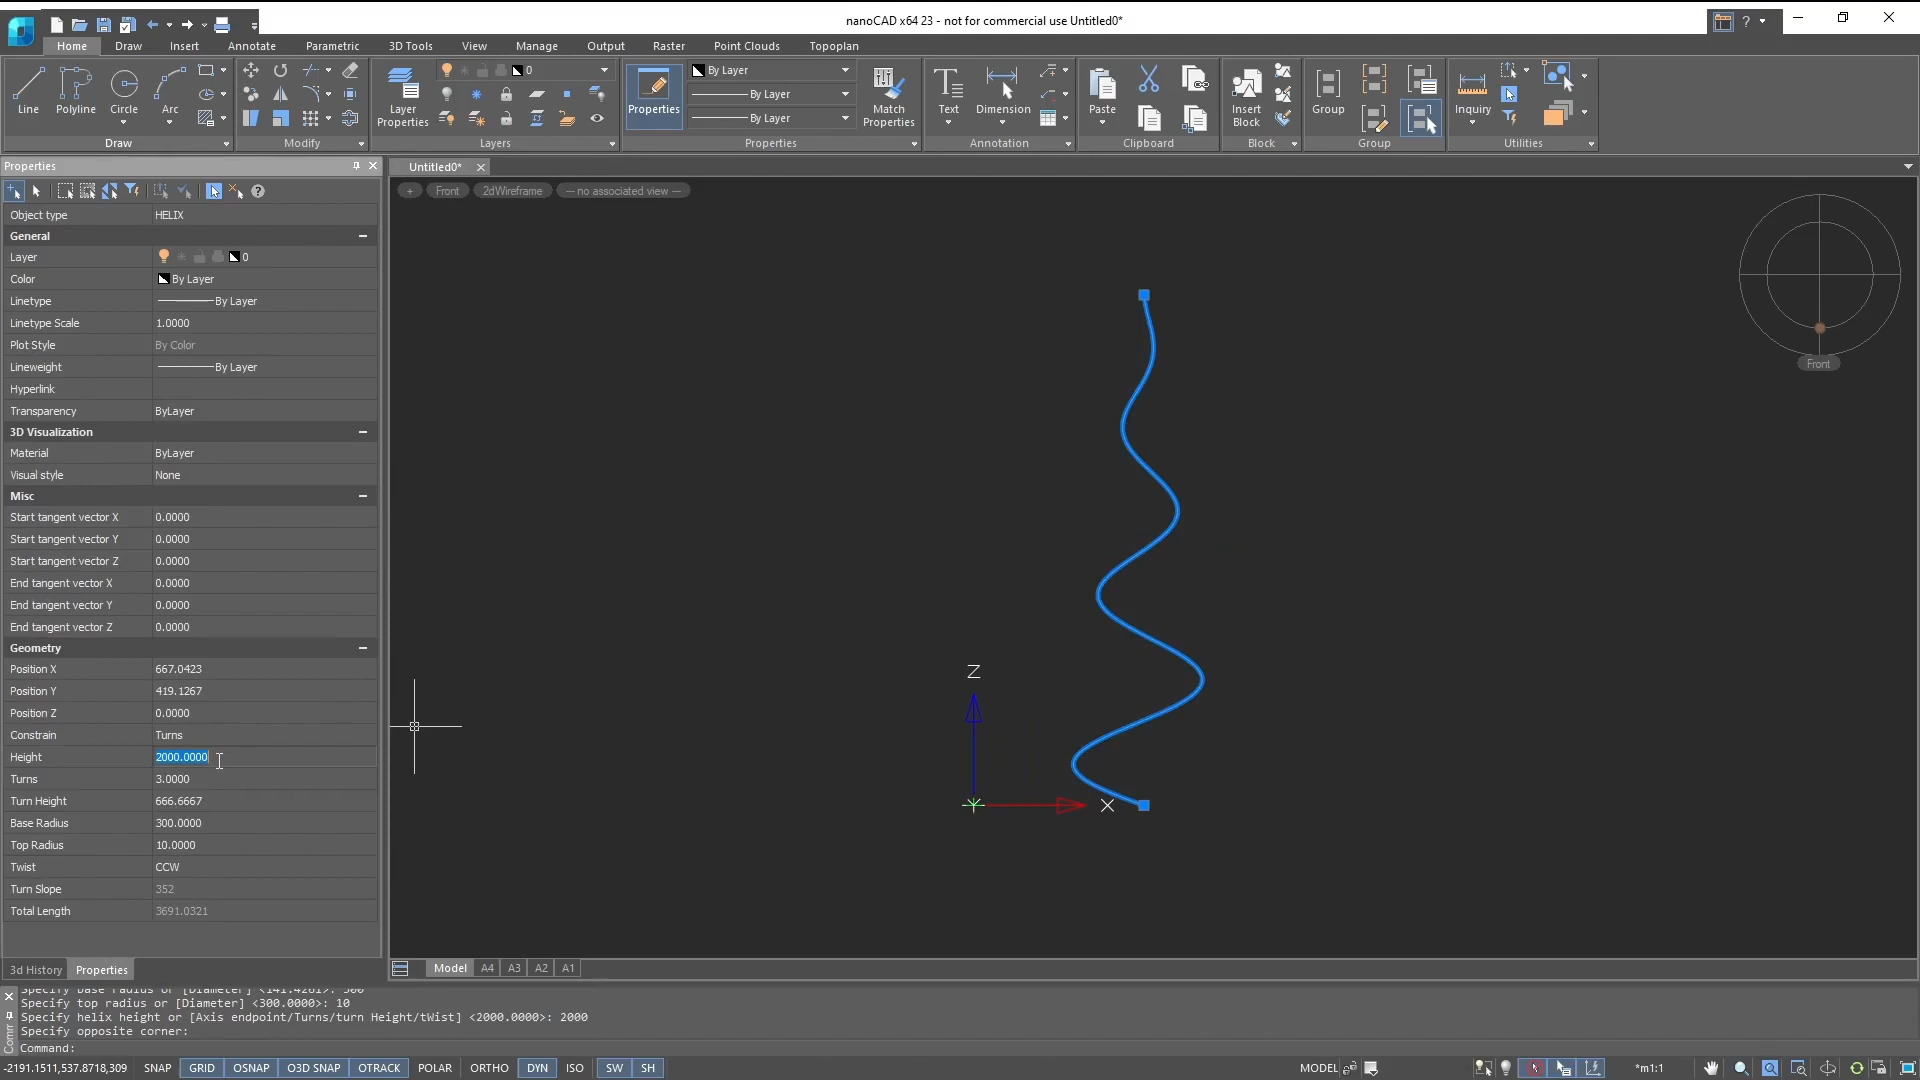 nanoCAD x64 23 - not for commercial use Untitled0*
?
Home Draw Insert Annotate Parametric 3D Tools View Manage Output Raster Point Clouds Topoplan
Line Polyline Circle Arc
Layer Properties
0
Properties
By Layer
By Layer
By Layer
Match Properties
Text Dimension
Paste
Insert Block
Group
Inquiry
Draw Modify Layers Properties Annotation Clipboard Block Group Utilities
Properties
Untitled0*
+ Front 2dWireframe — no associated view —
Object type HELIX
General
Layer 0
Color By Layer
Linetype By Layer
Linetype Scale 1.0000
Plot Style By Color
Lineweight By Layer
Hyperlink
Transparency ByLayer
3D Visualization
Material ByLayer
Visual style None
Misc
Start tangent vector X 0.0000
Start tangent vector Y 0.0000
Start tangent vector Z 0.0000
End tangent vector X 0.0000
End tangent vector Y 0.0000
End tangent vector Z 0.0000
Geometry
Position X 667.0423
Position Y 419.1267
Position Z 0.0000
Constrain Turns
Height 2000.0000
Turns 3.0000
Turn Height 666.6667
Base Radius 300.0000
Top Radius 10.0000
Twist CCW
Turn Slope 352
Total Length 3691.0321
Front
Z
X
3d History Properties
Model A4 A3 A2 A1
Specify base radius or [Diameter] <141.4261>: 300
Specify top radius or [Diameter] <300.0000>: 10
Specify helix height or [Axis endpoint/Turns/turn Height/tWist] <2000.0000>: 2000
Specify opposite corner:
Command:
-2191.1511,537.8718,309 SNAP GRID OSNAP O3D SNAP OTRACK POLAR ORTHO DYN ISO SW SH MODEL *m1:1